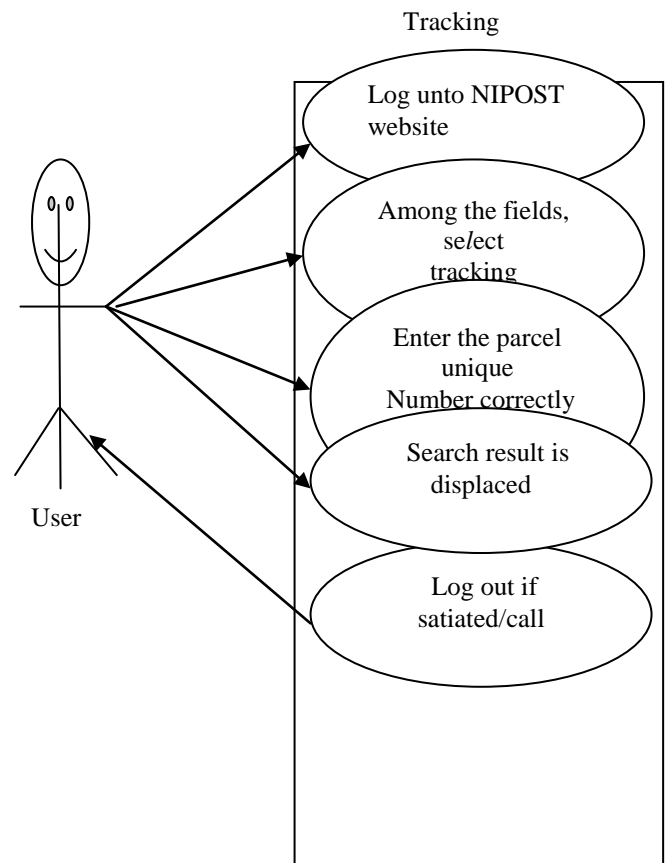 Tracking
Log unto NIPOST
website
Among the fields,
select
tracking
Enter the parcel
unique
Number correctly
Search result is
displaced
User
Log out if
satiated/call